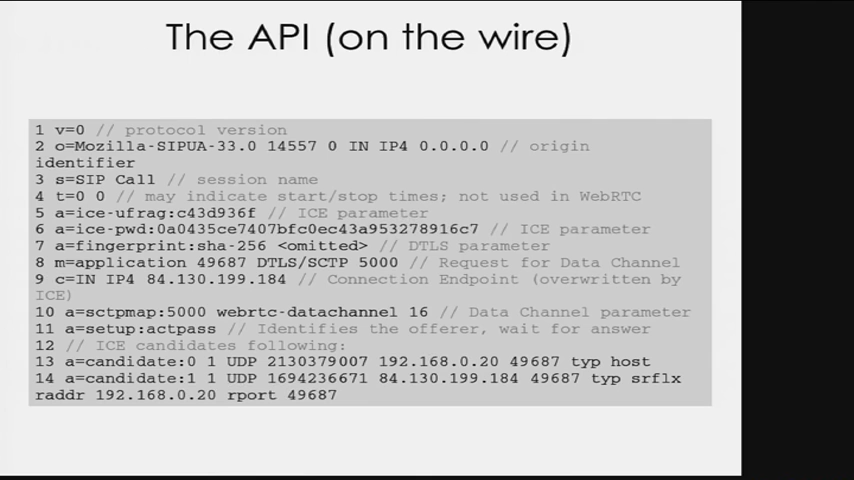 The API (on the wire)
1 v=0 // protocol version
2 o=Mozilla-SIPUA-33.0 14557 0 IN IP4 0.0.0.0 // origin
identifier
3 s=SIP Call // session name
4 t=0 0 // may indicate start/stop times; not used in WebRTC
5 a=ice-ufrag:c43d936f // ICE parameter
6 a=ice-pwd:0a0435ce7407bfc0ec43a953278916c7 // ICE parameter
7 a=fingerprint:sha-256 <omitted> // DTLS parameter
8 m=application 49687 DTLS/SCTP 5000 // Request for Data Channel
9 c=IN IP4 84.130.199.184 // Connection Endpoint (overwritten by
ICE)
10 a=sctpmap:5000 webrtc-datachannel 16 // Data Channel parameter
11 a=setup:actpass // Identifies the offerer, wait for answer
12 // ICE candidates following:
13 a=candidate:0 1 UDP 2130379007 192.168.0.20 49687 typ host
14 a=candidate:1 1 UDP 1694236671 84.130.199.184 49687 typ srflx
raddr 192.168.0.20 rport 49687